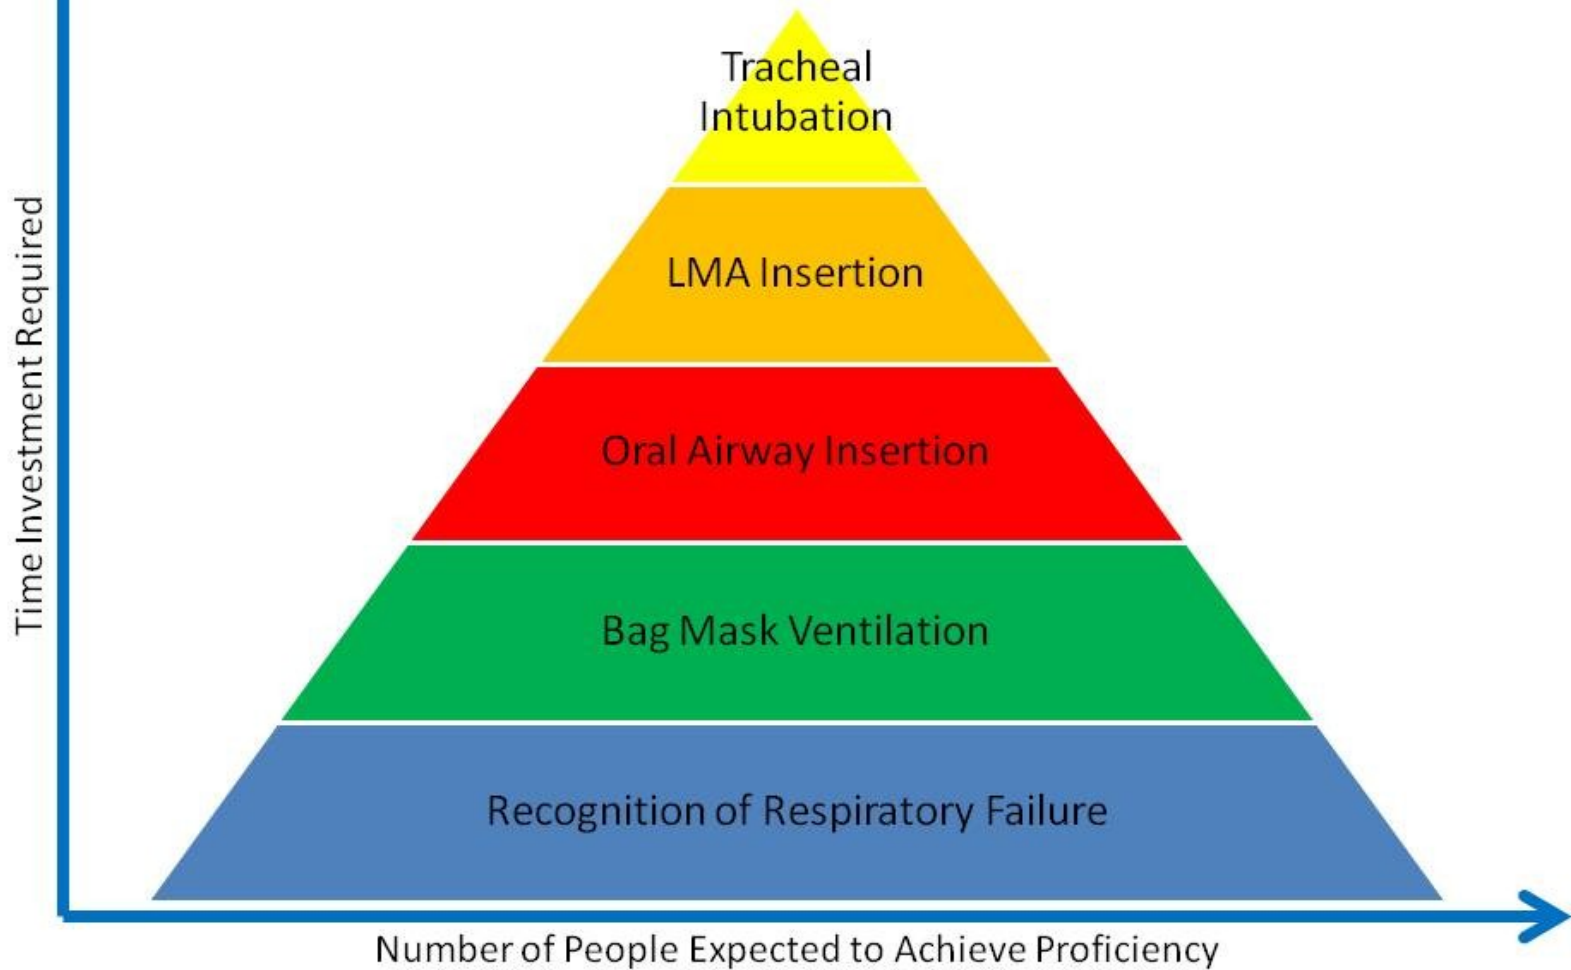 Tracheal
Intubation
LMA Insertion
Oral Airway Insertion
Bag Mask Ventilation
Recognition of Respiratory Failure
Time Investment Required
Number of People Expected to Achieve Proficiency